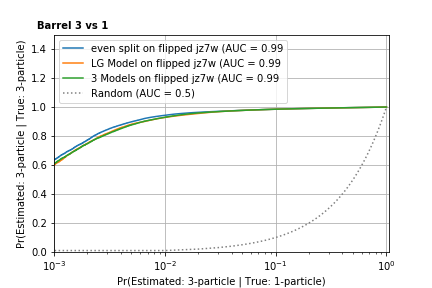 Barrel 3 vs 1
even split on flipped jz7w (AUC = 0.99
LG Model on flipped jz7w (AUC = 0.99
3 Models on flipped jz7w (AUC = 0.99
Random (AUC = 0.5)
Pr(Estimated: 3-particle | True: 3-particle)
1.4
1.2
1.0
0.8
0.6
0.4
0.2
0.0
10⁻³
10⁻²
10⁻¹
10⁰
Pr(Estimated: 3-particle | True: 1-particle)